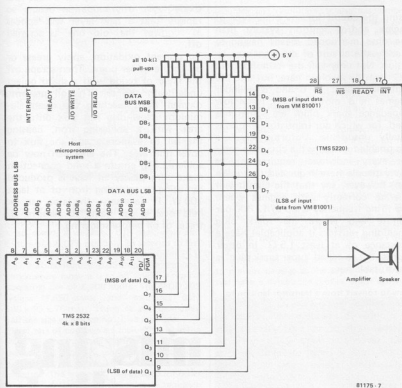 INTERRUPT
READY
I/O WRITE
I/O READ
all 10 kΩ
pull-ups
5 V
28 27 18 17
RS WS READY INT
DATA
BUS MSB
DB6
DB5
DB4
DB3
DB2
DB1
DATA BUS LSB
Host
microprocessor
system
14 D0
13 D1
12 D2
19 D3
22 D4
24 D5
26 D6
1 D7
(MSB of input data
from VM 81001)
(TMS 5220)
(LSB of input
data from VM 81001)
8
Amplifier Speaker
ADDRESS BUS LSB
ADB1
ADB2
ADB3
ADB4
ADB5
ADB6
ADB7
ADB8
ADB9
ADB10
ADB11
ADB12
8 7 6 5 4 3 2 1 23 22 19 18 20
A0 A1 A2 A3 A4 A5 A6 A7 A8 A9 A10 A11 PD/PGM
TMS 2532
4k x 8 bits
(MSB of data) Q8 17
Q7 16
Q6 15
Q5 14
Q4 13
Q3 11
Q2 10
(LSB of data) Q1 9
81175 - 7